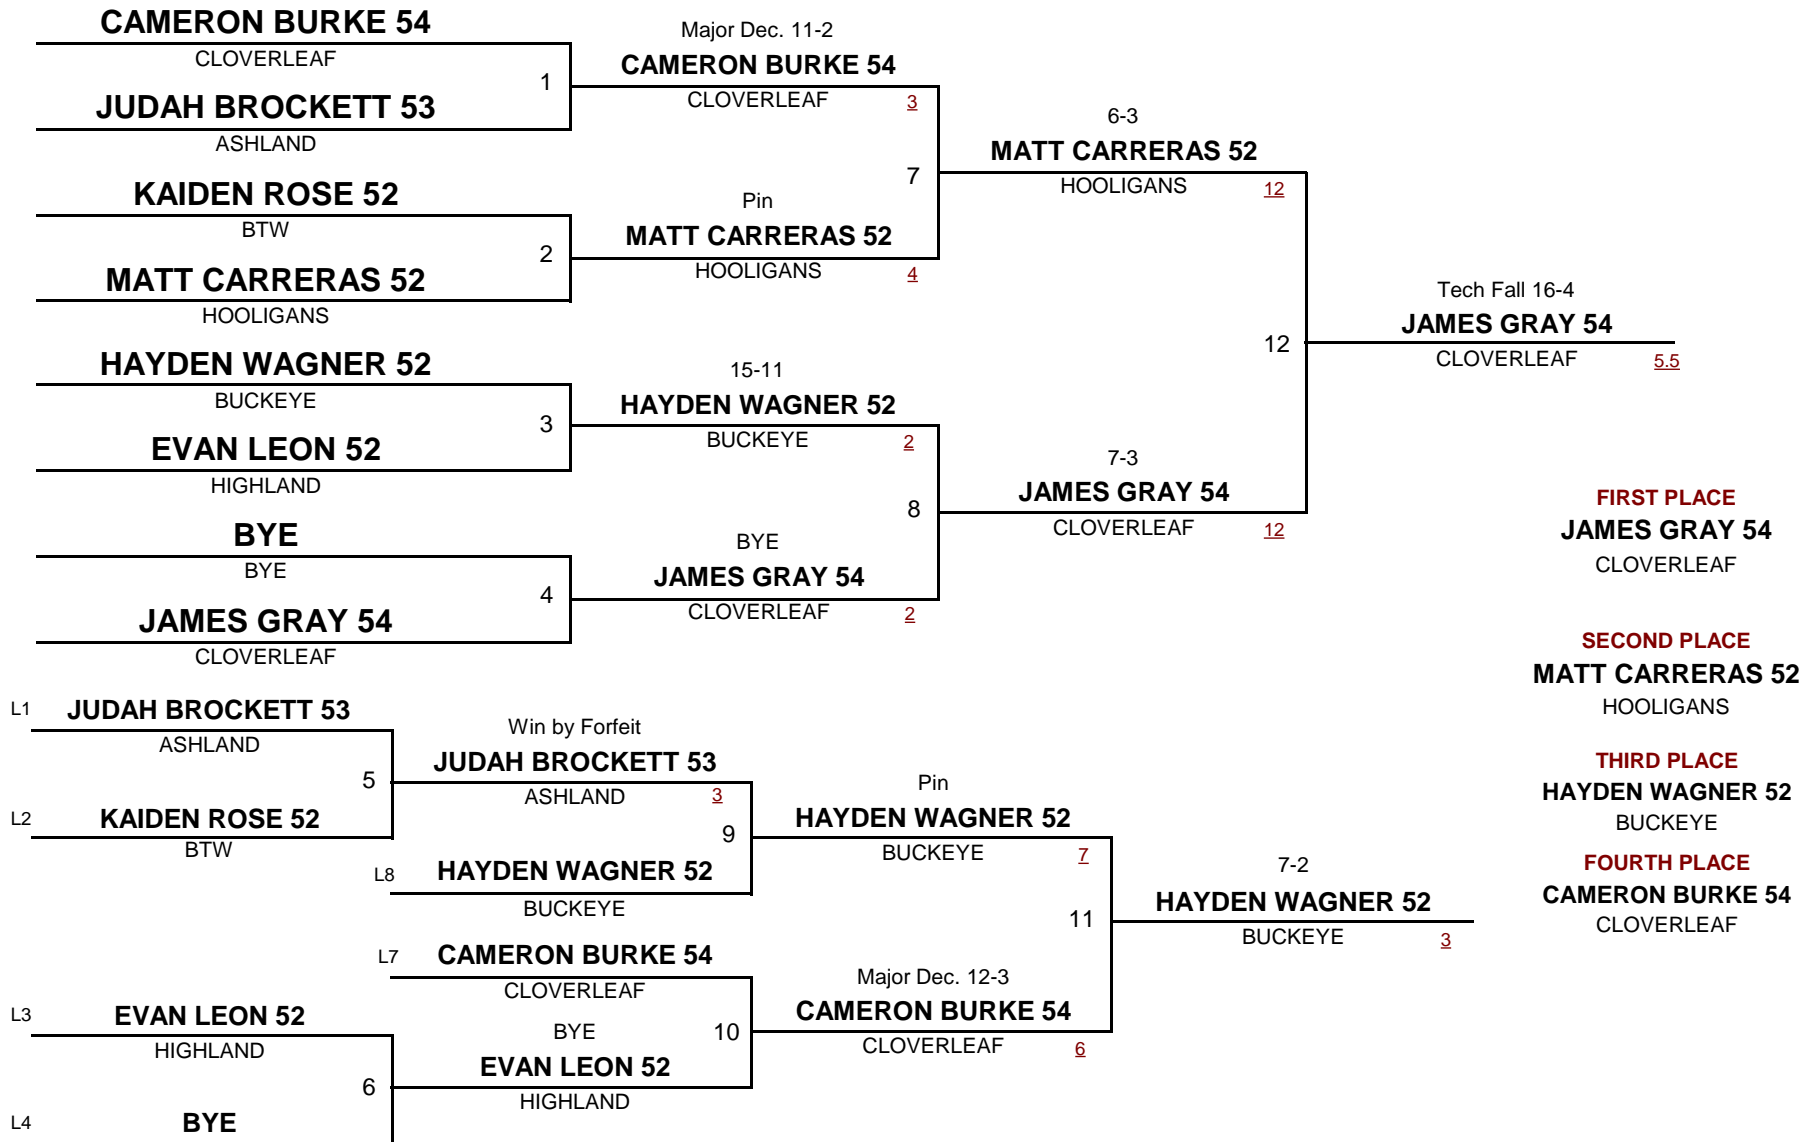 CAMERON BURKE 54
CLOVERLEAF
1
JUDAH BROCKETT 53
ASHLAND
Major Dec. 11-2
CAMERON BURKE 54
CLOVERLEAF
3
KAIDEN ROSE 52
BTW
2
MATT CARRERAS 52
HOOLIGANS
Pin
MATT CARRERAS 52
HOOLIGANS
4
7
6-3
MATT CARRERAS 52
HOOLIGANS
12
HAYDEN WAGNER 52
BUCKEYE
3
EVAN LEON 52
HIGHLAND
15-11
HAYDEN WAGNER 52
BUCKEYE
2
BYE
BYE
4
JAMES GRAY 54
CLOVERLEAF
BYE
JAMES GRAY 54
CLOVERLEAF
2
8
7-3
JAMES GRAY 54
CLOVERLEAF
12
12
Tech Fall 16-4
JAMES GRAY 54
CLOVERLEAF
5.5
FIRST PLACE
JAMES GRAY 54
CLOVERLEAF
SECOND PLACE
MATT CARRERAS 52
HOOLIGANS
THIRD PLACE
HAYDEN WAGNER 52
BUCKEYE
FOURTH PLACE
CAMERON BURKE 54
CLOVERLEAF
L1
JUDAH BROCKETT 53
ASHLAND
5
L2
KAIDEN ROSE 52
BTW
Win by Forfeit
JUDAH BROCKETT 53
ASHLAND
3
9
L8
HAYDEN WAGNER 52
BUCKEYE
Pin
HAYDEN WAGNER 52
BUCKEYE
7
L7
CAMERON BURKE 54
CLOVERLEAF
L3
EVAN LEON 52
HIGHLAND
6
L4
BYE
BYE
EVAN LEON 52
HIGHLAND
10
Major Dec. 12-3
CAMERON BURKE 54
CLOVERLEAF
6
11
7-2
HAYDEN WAGNER 52
BUCKEYE
3